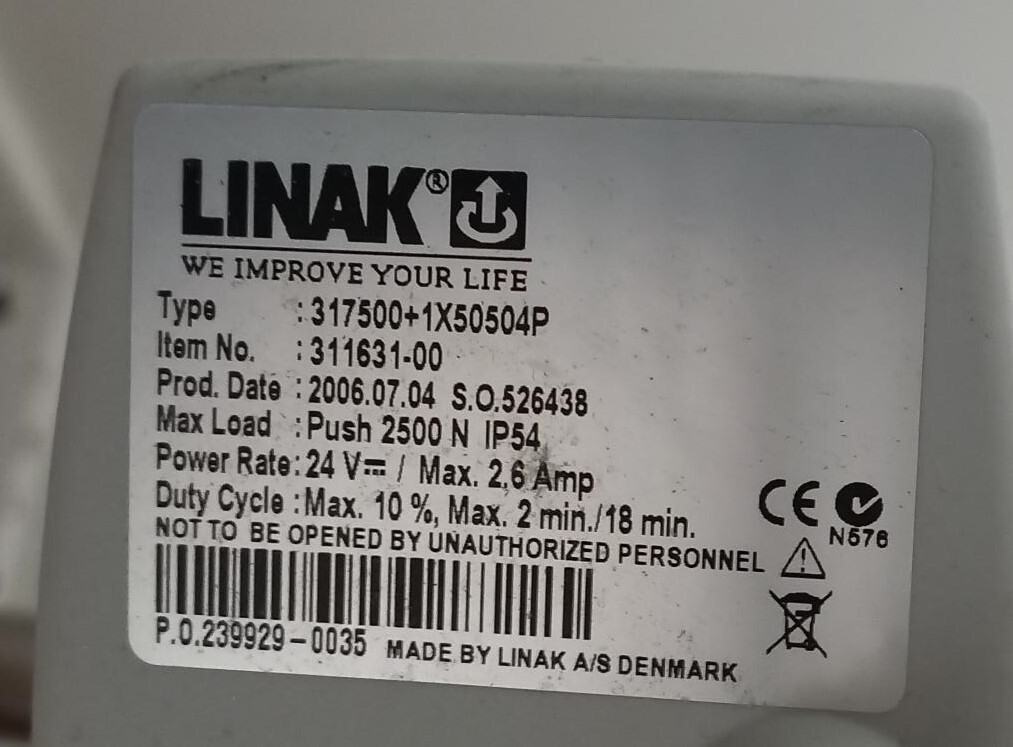 LINAK®
WE IMPROVE YOUR LIFE
Type : 317500+1X50504P
Item No. : 311631-00
Prod. Date : 2006.07.04 S.O.526438
Max Load : Push 2500 N IP54
Power Rate: 24 V⎓ / Max. 2,6 Amp
Duty Cycle : Max. 10 %, Max. 2 min./18 min.
NOT TO BE OPENED BY UNAUTHORIZED PERSONNEL
CE
N576
P.O.239929-0035 MADE BY LINAK A/S DENMARK